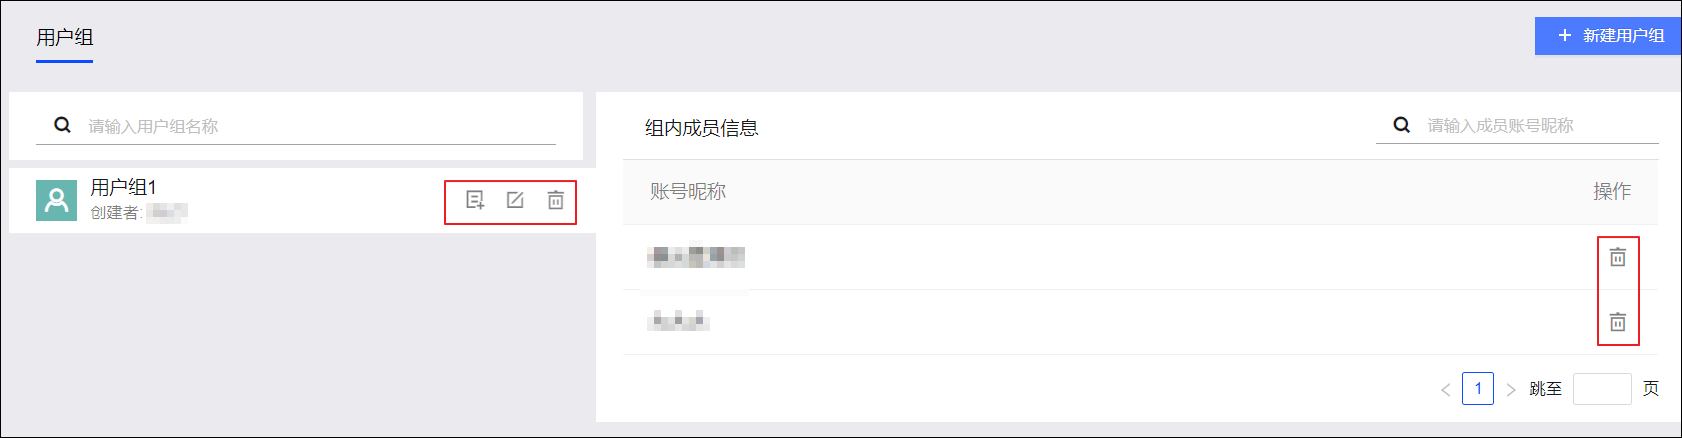 用户组
+ 新建用户组
请输入用户组名称
用户组1
创建者:
组内成员信息
请输入成员账号昵称
账号昵称 操作
< 1 > 跳至 页